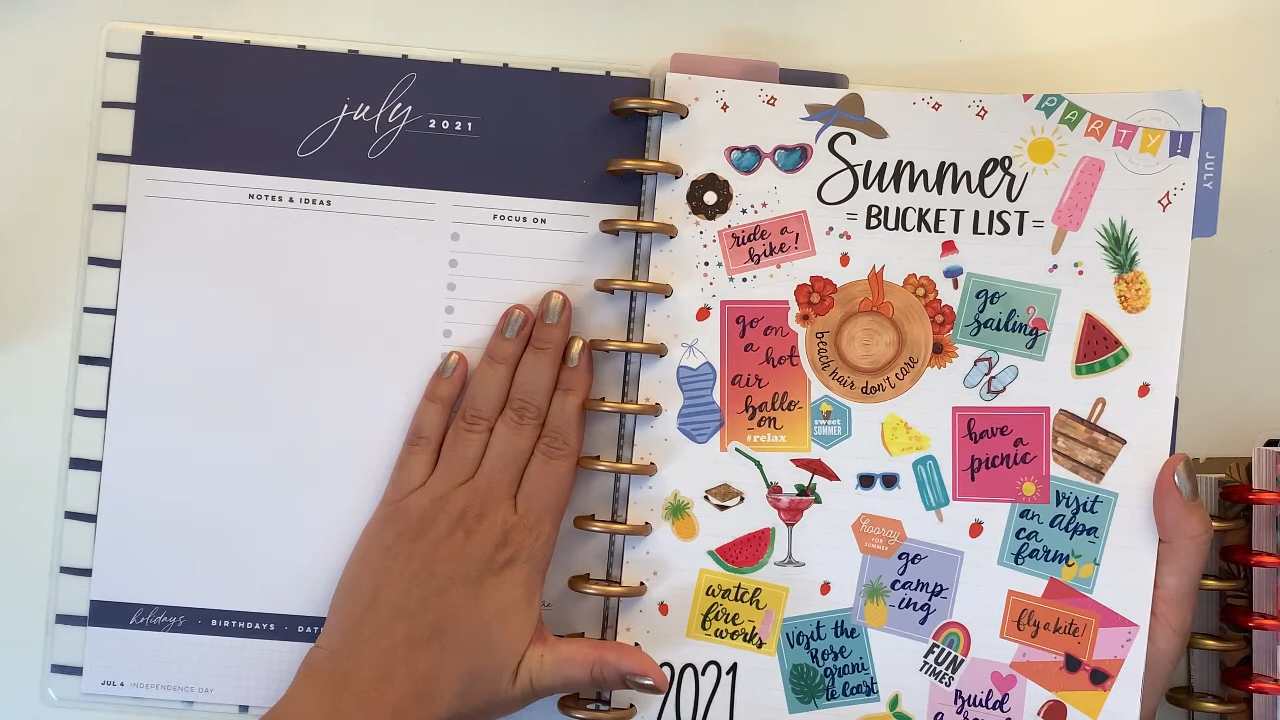 july
2021
NOTES & IDEAS
FOCUS ON
holidays · BIRTHDAYS ·
JUL 4 INDEPENDENCE DAY
PARTY!
JULY
Summer
= BUCKET LIST =
ride a
bike!
go on
a hot
air
ballo-
-on
#relax
beach hair don't care
sweet
SUMMER
go
sailing
have
a
picnic
visit
an Alpa-
ca
farm
hooray
FOR
SUMMER
go
camp-
-ing
watch
fire-
-works
Vozit the
Rose
grani
te coast
fly a kite!
FUN
TIMES
Build
a
2021